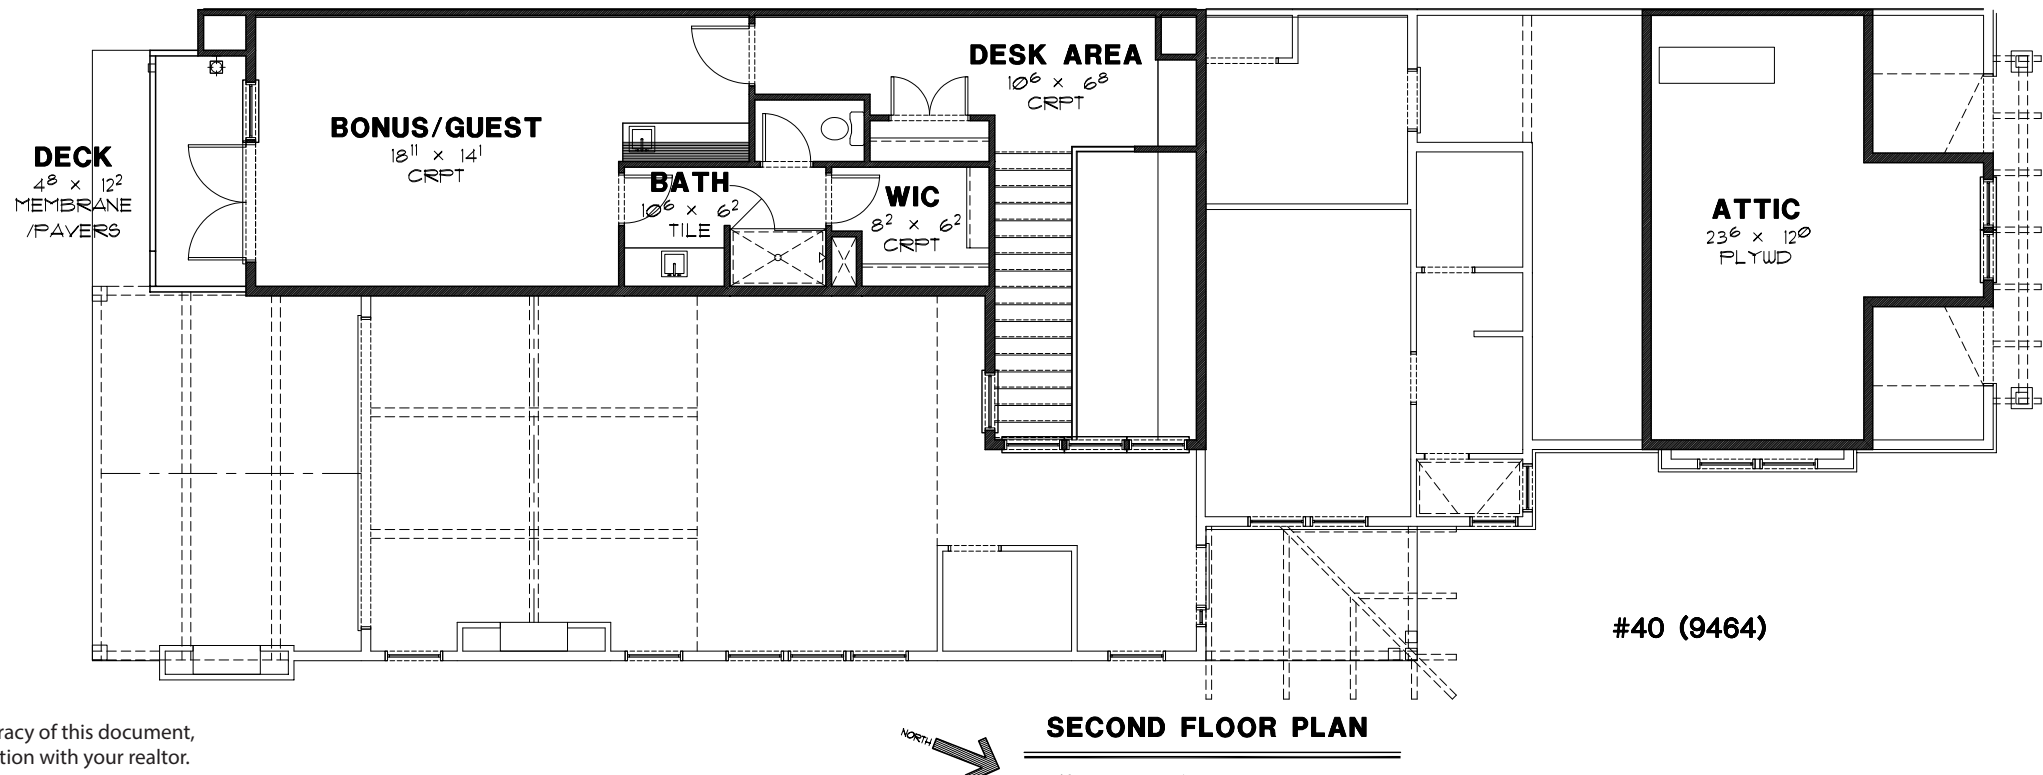 DESK AREA
10⁶ × 6⁸
CRPT
BONUS/GUEST
18¹¹ × 14¹
CRPT
DECK
4⁸ × 12²
MEMBRANE
/PAVERS
BATH
10⁶ × 6²
TILE
WIC
8² × 6²
CRPT
ATTIC
23⁶ × 12⁰
PLYWD
#40 (9464)
racy of this document,
tion with your realtor.
NORTH
SECOND FLOOR PLAN